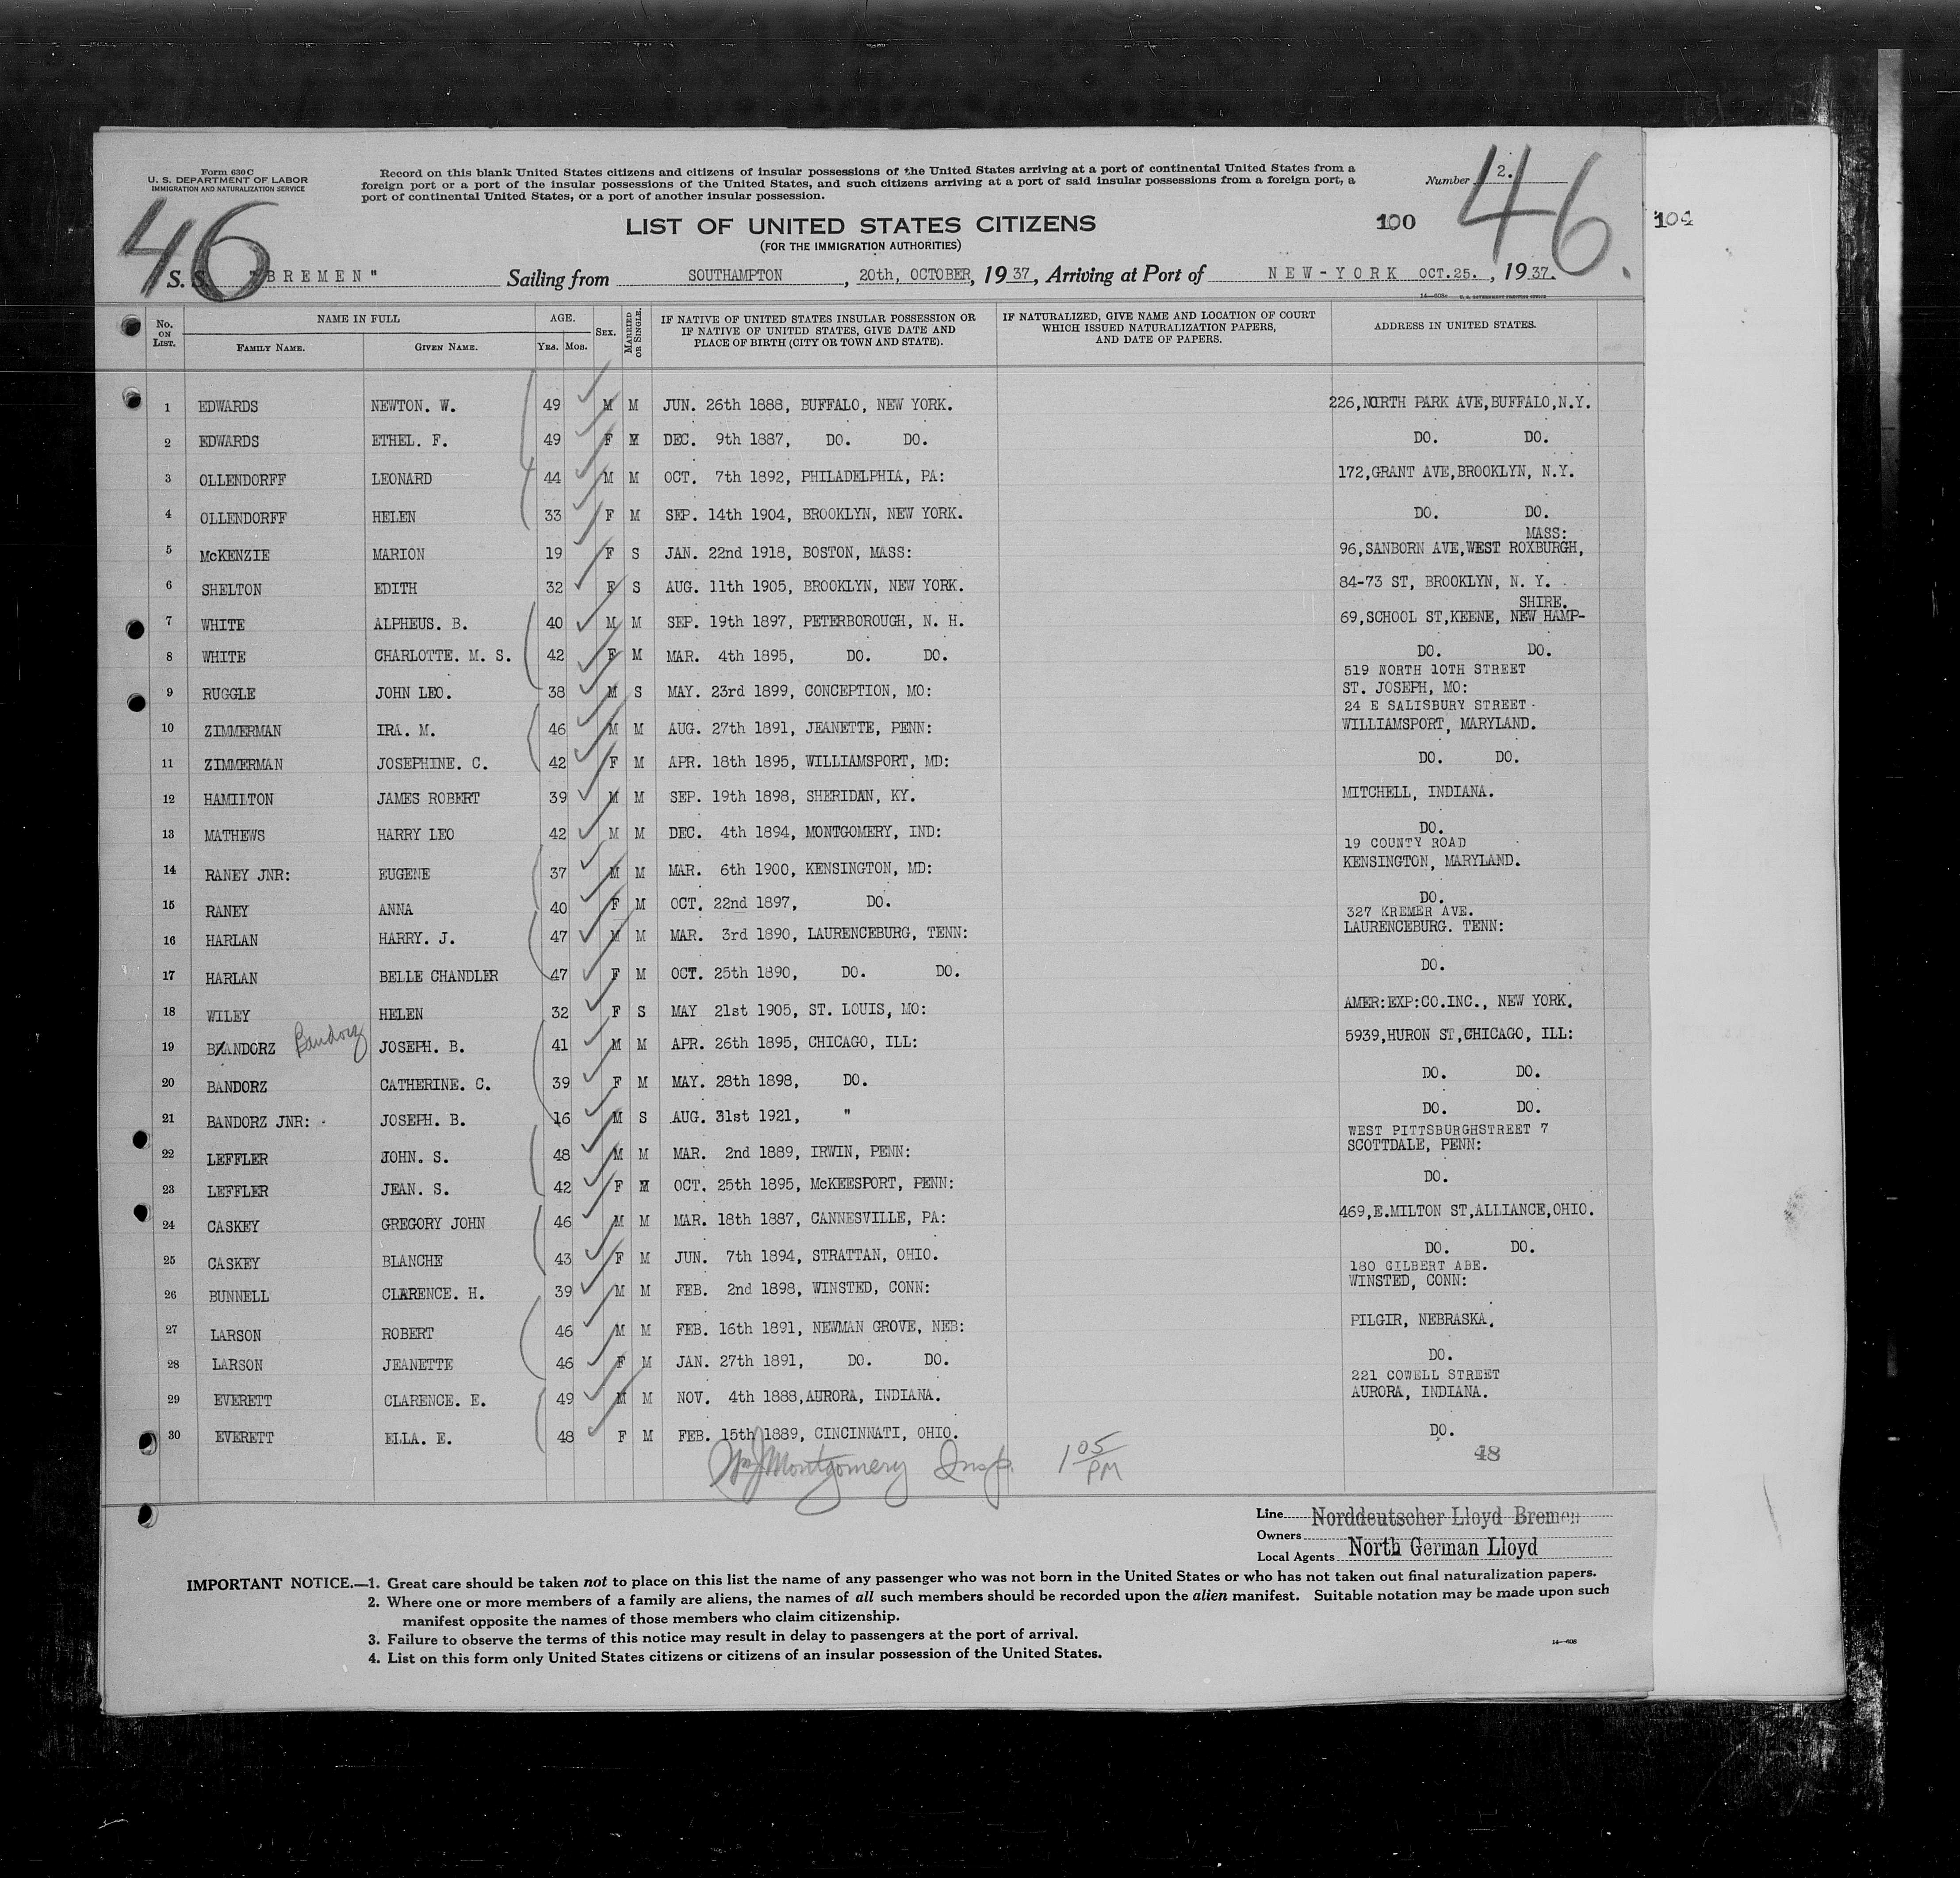 Form 630 C
U. S. DEPARTMENT OF LABOR
IMMIGRATION AND NATURALIZATION SERVICE
Record on this blank United States citizens and citizens of insular possessions of the United States arriving at a port of continental United States from a
foreign port or a port of the insular possessions of the United States, and such citizens arriving at a port of said insular possessions from a foreign port, a
port of continental United States, or a port of another insular possession.
Number 2.
46
46.
LIST OF UNITED STATES CITIZENS
100
104
(FOR THE IMMIGRATION AUTHORITIES)
S. S. "BREMEN" Sailing from SOUTHAMPTON, 20th, OCTOBER, 1937, Arriving at Port of NEW-YORK OCT.25., 1937.
No. ON LIST. NAME IN FULL FAMILY NAME. GIVEN NAME. AGE. YRS. MOS. SEX. MARRIED OR SINGLE. IF NATIVE OF UNITED STATES INSULAR POSSESSION OR IF NATIVE OF UNITED STATES, GIVE DATE AND PLACE OF BIRTH (CITY OR TOWN AND STATE). IF NATURALIZED, GIVE NAME AND LOCATION OF COURT WHICH ISSUED NATURALIZATION PAPERS, AND DATE OF PAPERS. ADDRESS IN UNITED STATES.
1 EDWARDS NEWTON. W. 49 M M JUN. 26th 1888, BUFFALO, NEW YORK. 226,NORTH PARK AVE,BUFFALO,N.Y.
2 EDWARDS ETHEL. F. 49 F M DEC. 9th 1887, DO. DO. DO. DO.
3 OLLENDORFF LEONARD 44 M M OCT. 7th 1892, PHILADELPHIA, PA: 172,GRANT AVE,BROOKLYN, N.Y.
4 OLLENDORFF HELEN 33 F M SEP. 14th 1904, BROOKLYN, NEW YORK. DO. DO.
MASS:
5 McKENZIE MARION 19 F S JAN. 22nd 1918, BOSTON, MASS: 96,SANBORN AVE,WEST ROXBURGH,
6 SHELTON EDITH 32 F S AUG. 11th 1905, BROOKLYN, NEW YORK. 84-73 ST, BROOKLYN, N. Y.
SHIRE.
7 WHITE ALPHEUS. B. 40 M M SEP. 19th 1897, PETERBOROUGH, N. H. 69,SCHOOL ST,KEENE, NEW HAMP-
8 WHITE CHARLOTTE. M. S. 42 F M MAR. 4th 1895, DO. DO. DO. DO.
519 NORTH 10TH STREET
9 RUGGLE JOHN LEO. 38 M S MAY. 23rd 1899, CONCEPTION, MO: ST. JOSEPH, MO:
24 E SALISBURY STREET
10 ZIMMERMAN IRA. M. 46 M M AUG. 27th 1891, JEANETTE, PENN: WILLIAMSPORT, MARYLAND.
11 ZIMMERMAN JOSEPHINE. C. 42 F M APR. 18th 1895, WILLIAMSPORT, MD: DO. DO.
12 HAMILTON JAMES ROBERT 39 M M SEP. 19th 1898, SHERIDAN, KY. MITCHELL, INDIANA.
13 MATHEWS HARRY LEO 42 M M DEC. 4th 1894, MONTGOMERY, IND: DO.
19 COUNTY ROAD
14 RANEY JNR: EUGENE 37 M M MAR. 6th 1900, KENSINGTON, MD: KENSINGTON, MARYLAND.
15 RANEY ANNA 40 F M OCT. 22nd 1897, DO. DO.
327 KREMER AVE.
16 HARLAN HARRY. J. 47 M M MAR. 3rd 1890, LAURENCEBURG, TENN: LAURENCEBURG. TENN:
17 HARLAN BELLE CHANDLER 47 F M OCT. 25th 1890, DO. DO. DO.
18 WILEY HELEN 32 F S MAY 21st 1905, ST. LOUIS, MO: AMER:EXP:CO.INC., NEW YORK.
19 BXANDORZ Bandorz JOSEPH. B. 41 M M APR. 26th 1895, CHICAGO, ILL: 5939,HURON ST,CHICAGO, ILL:
20 BANDORZ CATHERINE. C. 39 F M MAY. 28th 1898, DO. DO. DO.
21 BANDORZ JNR: JOSEPH. B. 16 M S AUG. 31st 1921, " DO. DO.
WEST PITTSBURGHSTREET 7
22 LEFFLER JOHN. S. 48 M M MAR. 2nd 1889, IRWIN, PENN: SCOTTDALE, PENN:
23 LEFFLER JEAN. S. 42 F M OCT. 25th 1895, McKEESPORT, PENN: DO.
24 CASKEY GREGORY JOHN 46 M M MAR. 18th 1887, CANNESVILLE, PA: 469,E.MILTON ST,ALLIANCE,OHIO.
25 CASKEY BLANCHE 43 F M JUN. 7th 1894, STRATTAN, OHIO. DO. DO.
180 GILBERT ABE.
26 BUNNELL CLARENCE. H. 39 M M FEB. 2nd 1898, WINSTED, CONN: WINSTED, CONN:
27 LARSON ROBERT 46 M M FEB. 16th 1891, NEWMAN GROVE, NEB: PILGIR, NEBRASKA.
28 LARSON JEANETTE 46 F M JAN. 27th 1891, DO. DO. DO.
221 COWELL STREET
29 EVERETT CLARENCE. E. 49 M M NOV. 4th 1888,AURORA, INDIANA. AURORA, INDIANA.
30 EVERETT ELLA. E. 48 F M FEB. 15th 1889, CINCINNATI, OHIO. DO.
Montgomery Insp. 1 05 PM
48
Line Norddeutscher Lloyd Bremen
Owners
Local Agents North German Lloyd
IMPORTANT NOTICE.—1. Great care should be taken not to place on this list the name of any passenger who was not born in the United States or who has not taken out final naturalization papers.
2. Where one or more members of a family are aliens, the names of all such members should be recorded upon the alien manifest. Suitable notation may be made upon such
manifest opposite the names of those members who claim citizenship.
3. Failure to observe the terms of this notice may result in delay to passengers at the port of arrival.
4. List on this form only United States citizens or citizens of an insular possession of the United States.